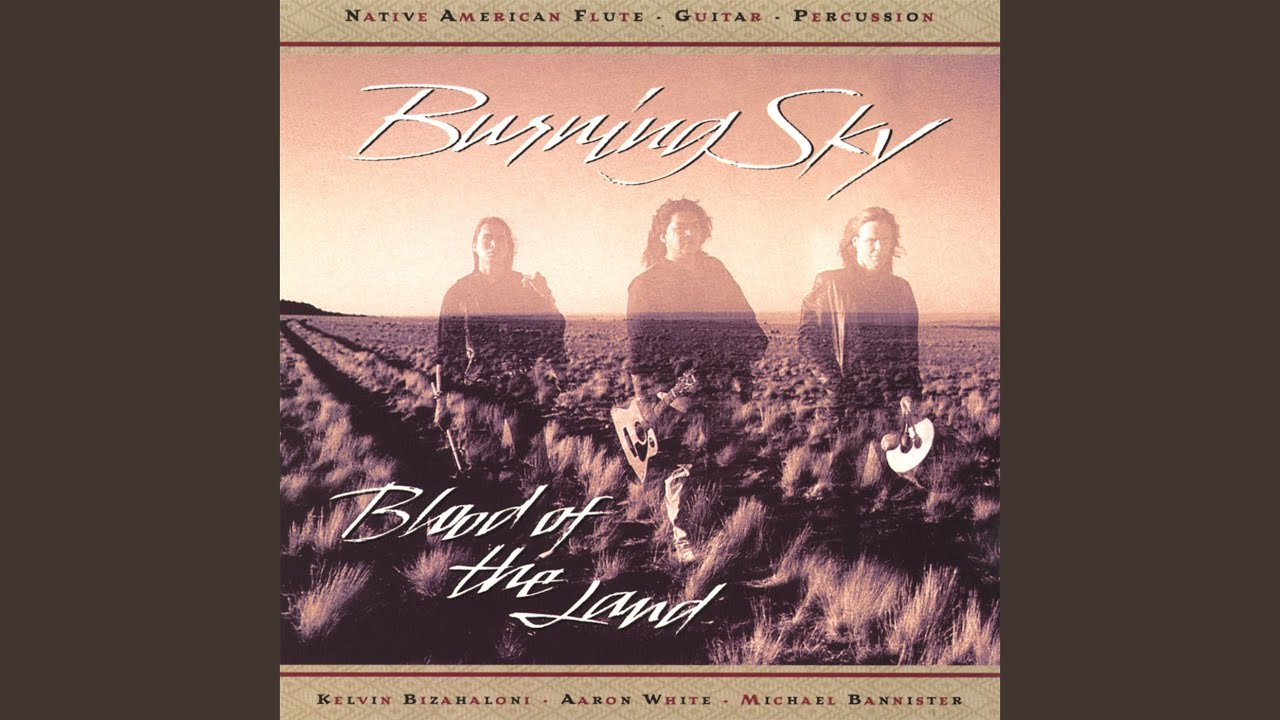 Native American Flute - Guitar - Percussion
Burning Sky
Blood of
the Land
Kelvin Bizahaloni - Aaron White - Michael Bannister